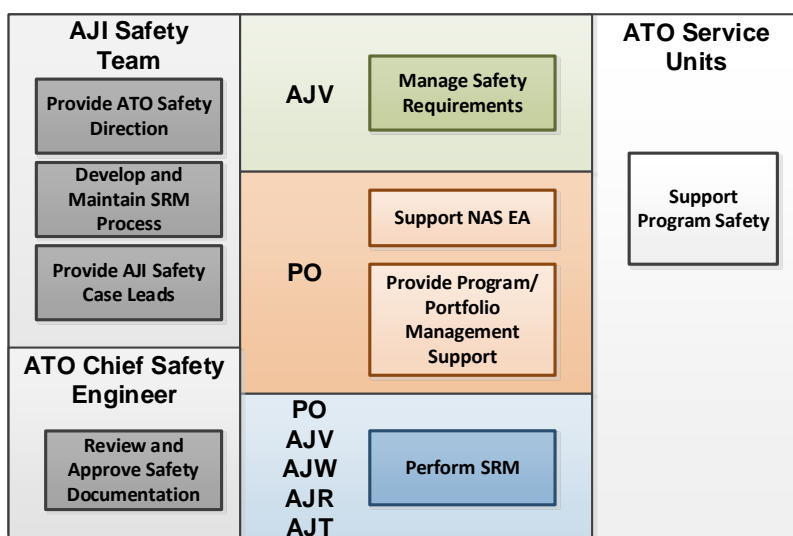 AJI Safety
Team
Provide ATO Safety
Direction
Develop and
Maintain SRM
Process
Provide AJI Safety
Case Leads
ATO Chief Safety
Engineer
Review and
Approve Safety
Documentation
AJV
Manage Safety
Requirements
PO
Support NAS EA
Provide Program/
Portfolio
Management
Support
PO
AJV
AJW
AJR
AJT
Perform SRM
ATO Service
Units
Support
Program Safety